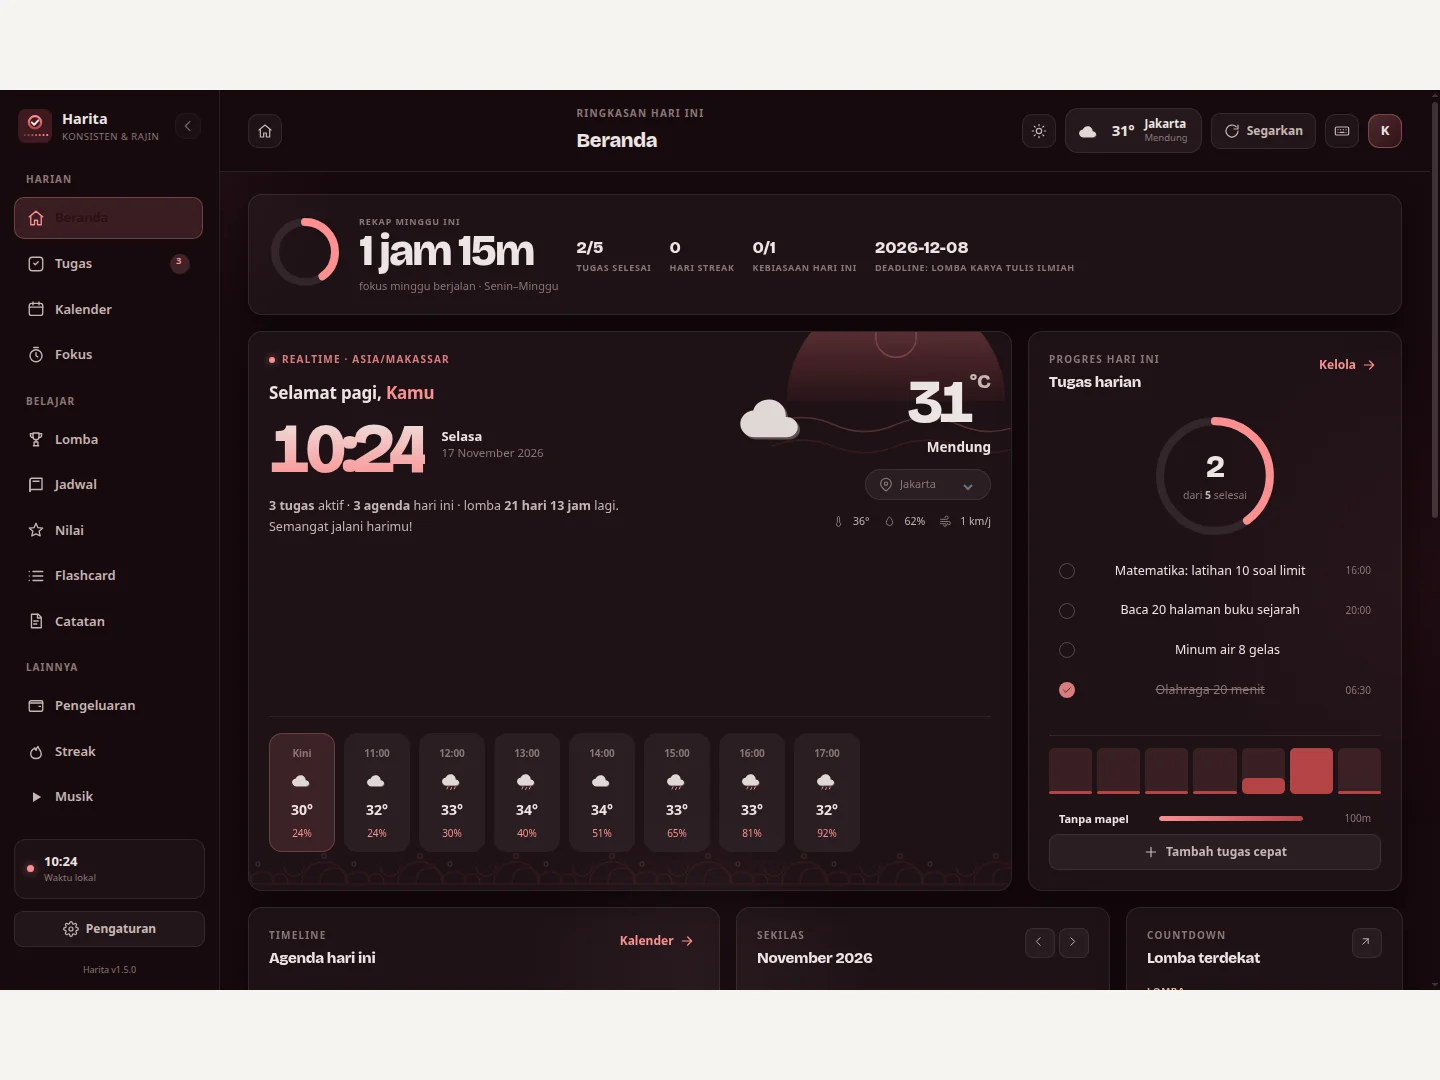 Harita
KONSISTEN & RAJIN
HARIAN
Beranda
Tugas
3
Kalender
Fokus
BELAJAR
Lomba
Jadwal
Nilai
Flashcard
Catatan
LAINNYA
Pengeluaran
Streak
Musik
10:24
Waktu lokal
Pengaturan
Harita v1.5.0
RINGKASAN HARI INI
Beranda
31°
Jakarta
Mendung
Segarkan
K
REKAP MINGGU INI
1 jam 15m
fokus minggu berjalan · Senin–Minggu
2/5
TUGAS SELESAI
0
HARI STREAK
0/1
KEBIASAAN HARI INI
2026-12-08
DEADLINE: LOMBA KARYA TULIS ILMIAH
REALTIME · ASIA/MAKASSAR
Selamat pagi, Kamu
10:24
Selasa
17 November 2026
3 tugas aktif · 3 agenda hari ini · lomba 21 hari 13 jam lagi.
Semangat jalani harimu!
31°C
Mendung
Jakarta
36° 62% 1 km/j
Kini 11:00 12:00 13:00 14:00 15:00 16:00 17:00
30° 32° 33° 34° 34° 33° 33° 32°
24% 24% 30% 40% 51% 65% 81% 92%
PROGRES HARI INI
Tugas harian
Kelola
2
dari 5 selesai
Matematika: latihan 10 soal limit 16:00
Baca 20 halaman buku sejarah 20:00
Minum air 8 gelas
Olahraga 20 menit 06:30
Tanpa mapel 100m
Tambah tugas cepat
TIMELINE
Agenda hari ini
Kalender
SEKILAS
November 2026
COUNTDOWN
Lomba terdekat
LOMBA